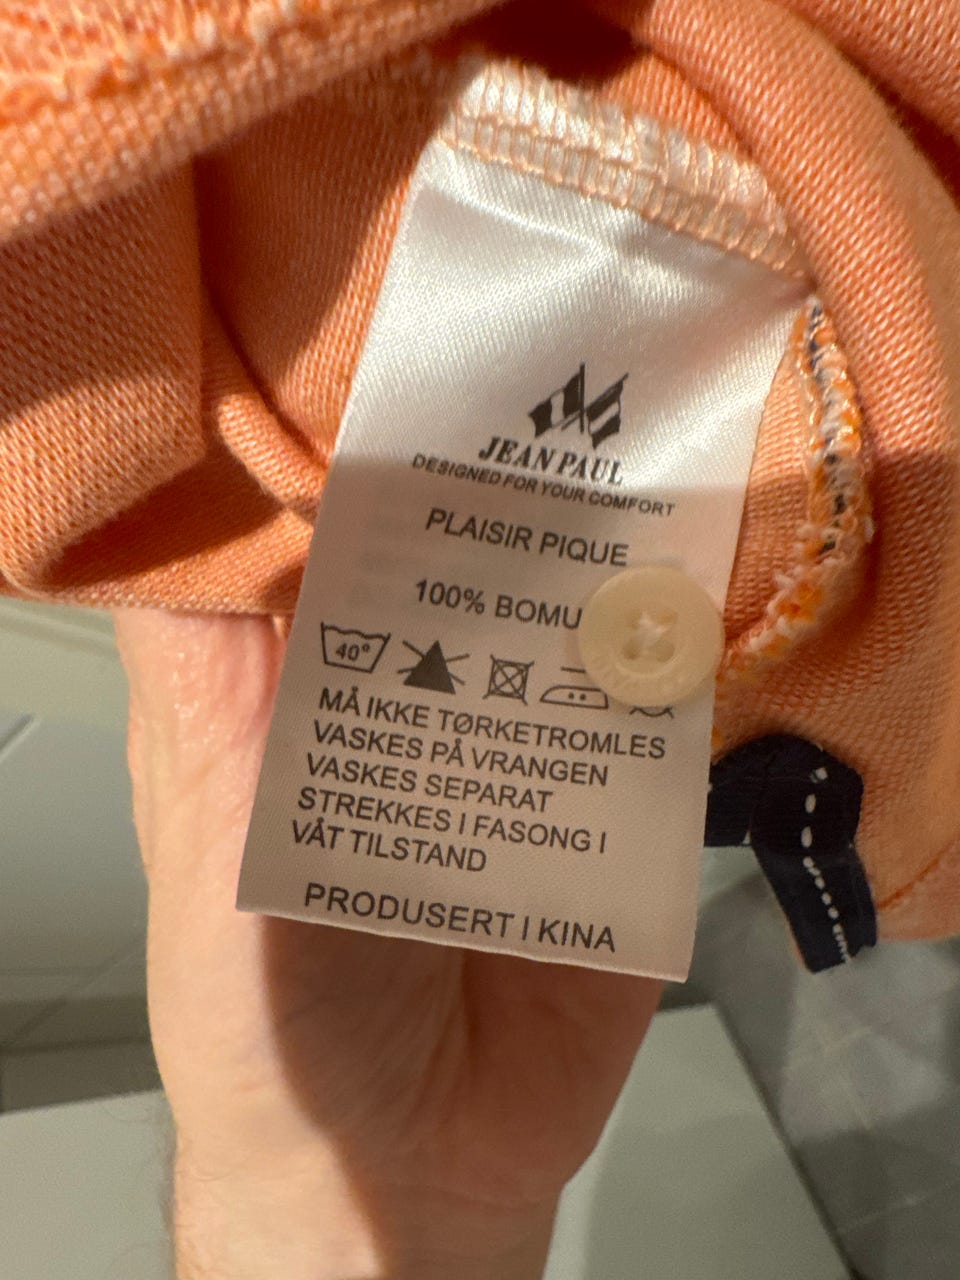 JEAN PAUL
DESIGNED FOR YOUR COMFORT
PLAISIR PIQUE
100% BOMU
40°
MÅ IKKE TØRKETROMLES
VASKES PÅ VRANGEN
VASKES SEPARAT
STREKKES I FASONG I
VÅT TILSTAND
PRODUSERT I KINA